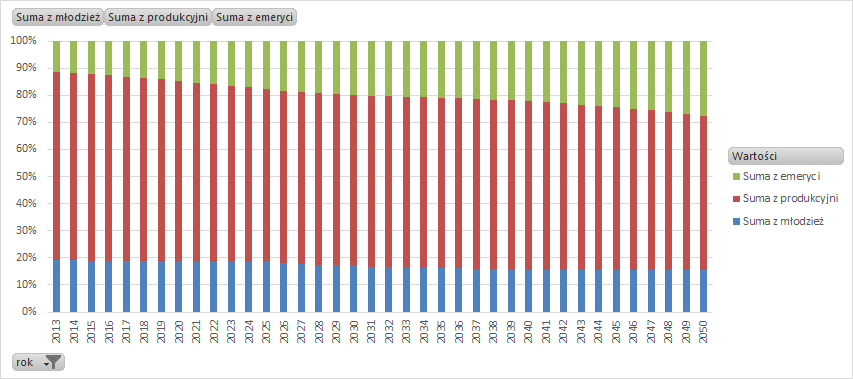 Suma z młodzież Suma z produkcyjni Suma z emeryci
100%
90%
80%
70%
60%
50%
40%
30%
20%
10%
0%
2013 2014 2015 2016 2017 2018 2019 2020 2021 2022 2023 2024 2025 2026 2027 2028 2029 2030 2031 2032 2033 2034 2035 2036 2037 2038 2039 2040 2041 2042 2043 2044 2045 2046 2047 2048 2049 2050
Wartości
Suma z emeryci
Suma z produkcyjni
Suma z młodzież
rok